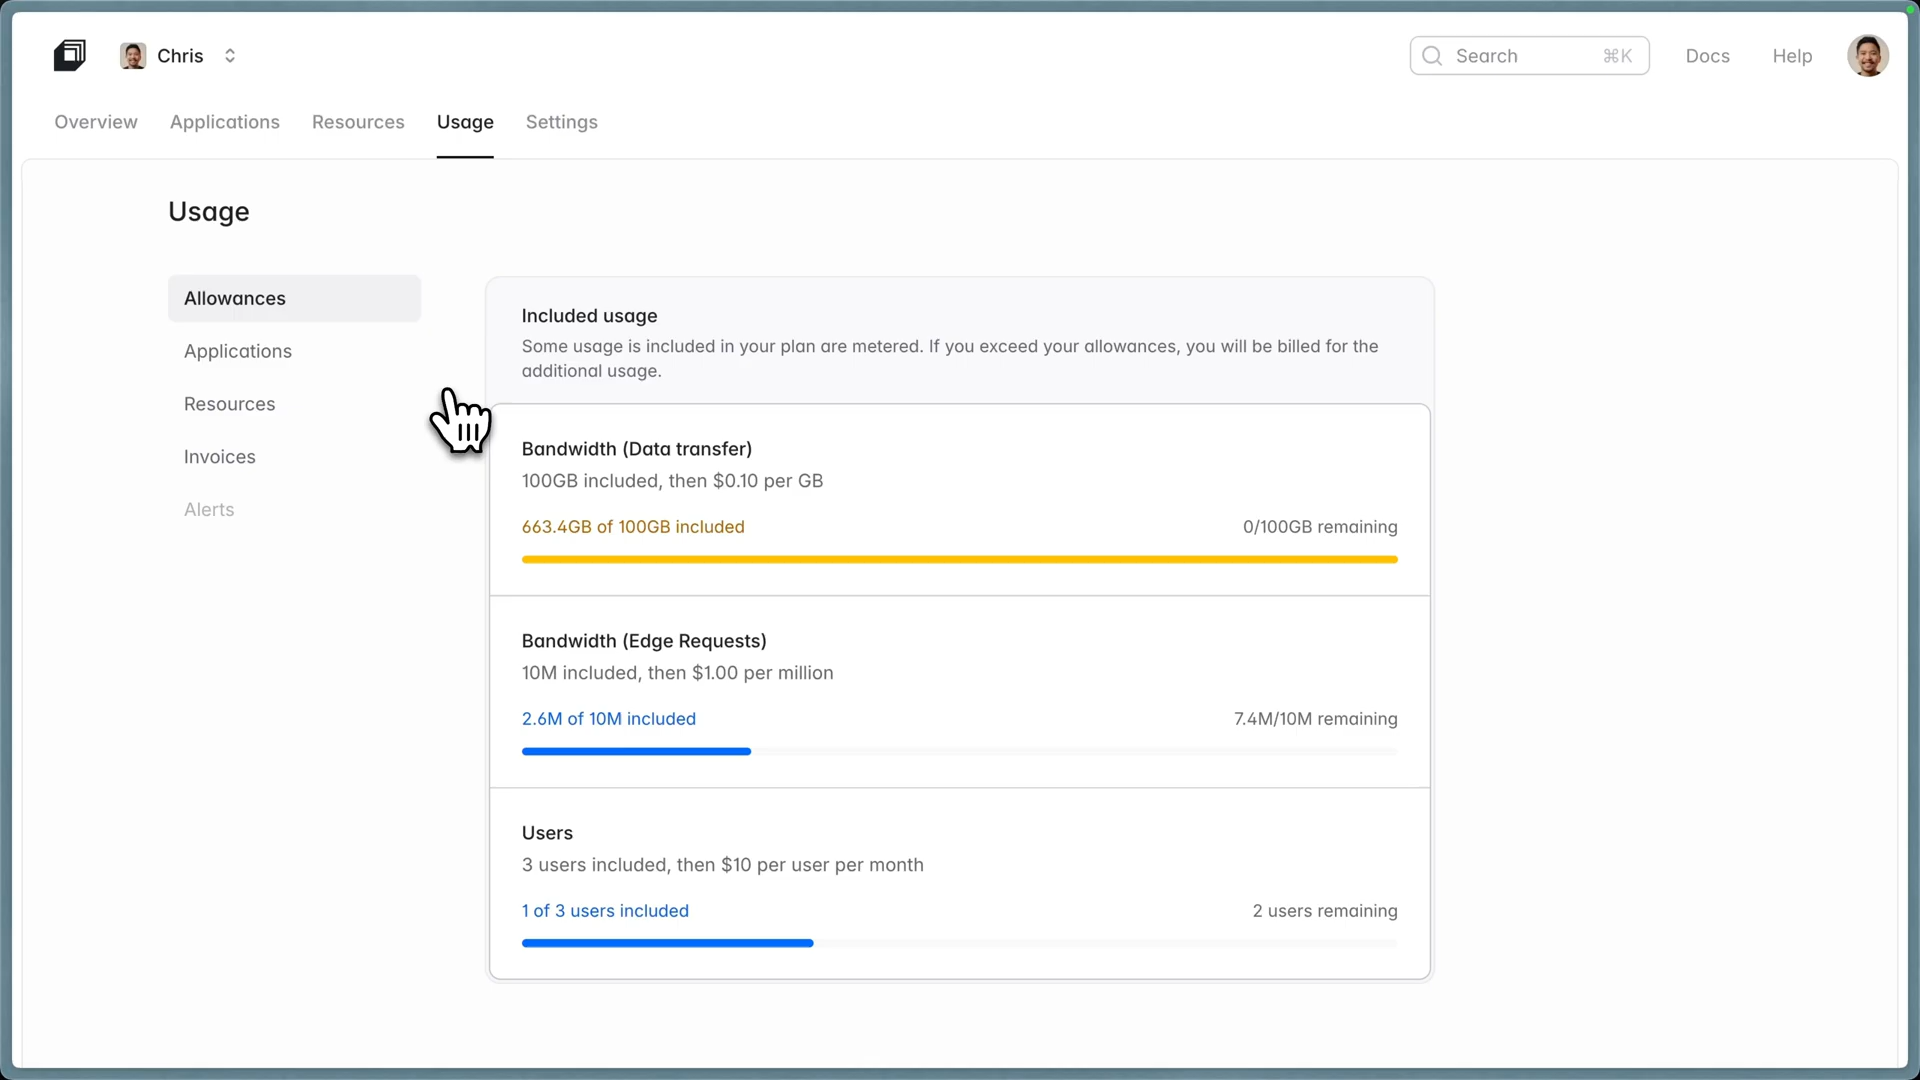 Chris
Search ⌘K
Docs
Help
Overview
Applications
Resources
Usage
Settings
Usage
Allowances
Applications
Resources
Invoices
Alerts
Included usage
Some usage is included in your plan are metered. If you exceed your allowances, you will be billed for the
additional usage.
Bandwidth (Data transfer)
100GB included, then $0.10 per GB
663.4GB of 100GB included
0/100GB remaining
Bandwidth (Edge Requests)
10M included, then $1.00 per million
2.6M of 10M included
7.4M/10M remaining
Users
3 users included, then $10 per user per month
1 of 3 users included
2 users remaining